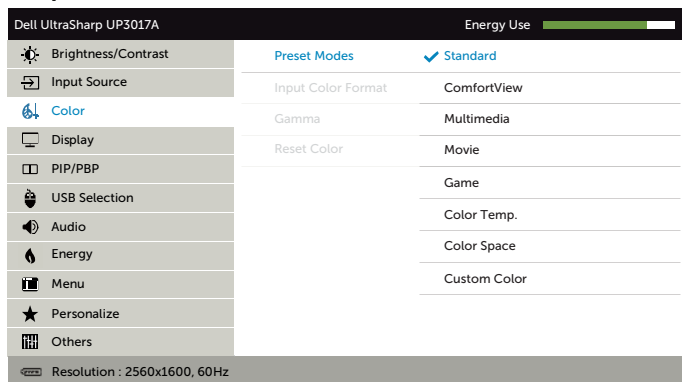 Dell UltraSharp UP3017A
Energy Use
Brightness/Contrast
Input Source
Color
Display
PIP/PBP
USB Selection
Audio
Energy
Menu
Personalize
Others
Preset Modes
Input Color Format
Gamma
Reset Color
Standard
ComfortView
Multimedia
Movie
Game
Color Temp.
Color Space
Custom Color
Resolution : 2560x1600, 60Hz